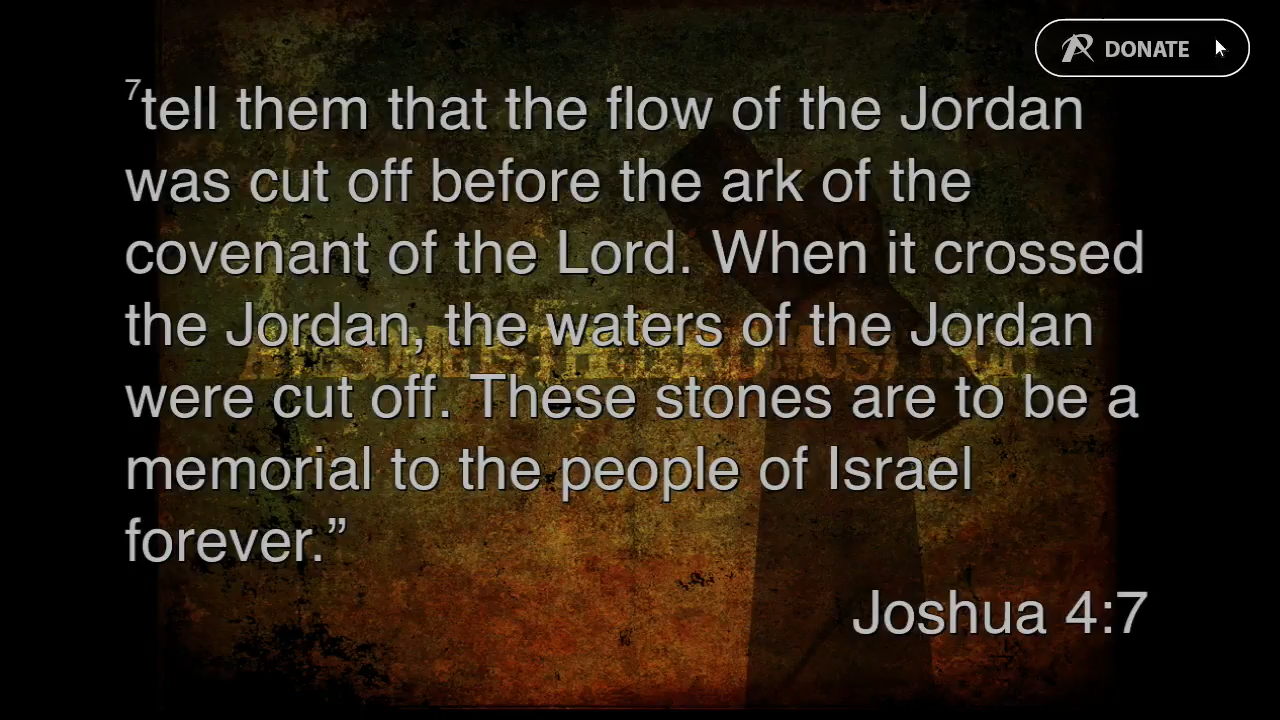 DONATE
7tell them that the flow of the Jordan
was cut off before the ark of the
covenant of the Lord. When it crossed
the Jordan, the waters of the Jordan
were cut off. These stones are to be a
memorial to the people of Israel
forever.”
Joshua 4:7